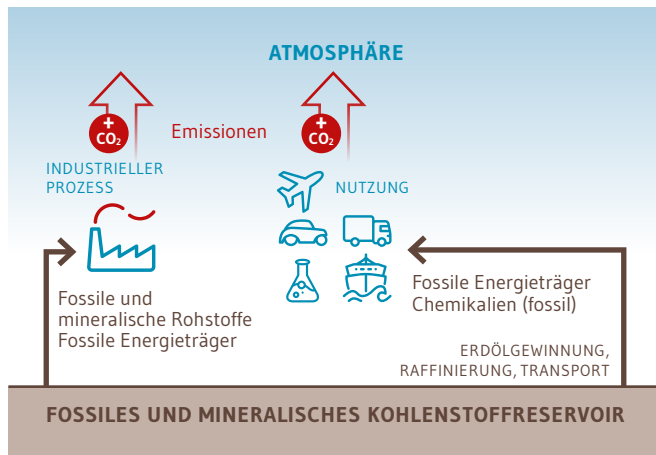 ATMOSPHÄRE
+
CO₂
Emissionen
+
CO₂
INDUSTRIELLER
PROZESS
NUTZUNG
Fossile und
mineralische Rohstoffe
Fossile Energieträger
Fossile Energieträger
Chemikalien (fossil)
ERDÖLGEWINNUNG,
RAFFINIERUNG, TRANSPORT
FOSSILES UND MINERALISCHES KOHLENSTOFFRESERVOIR